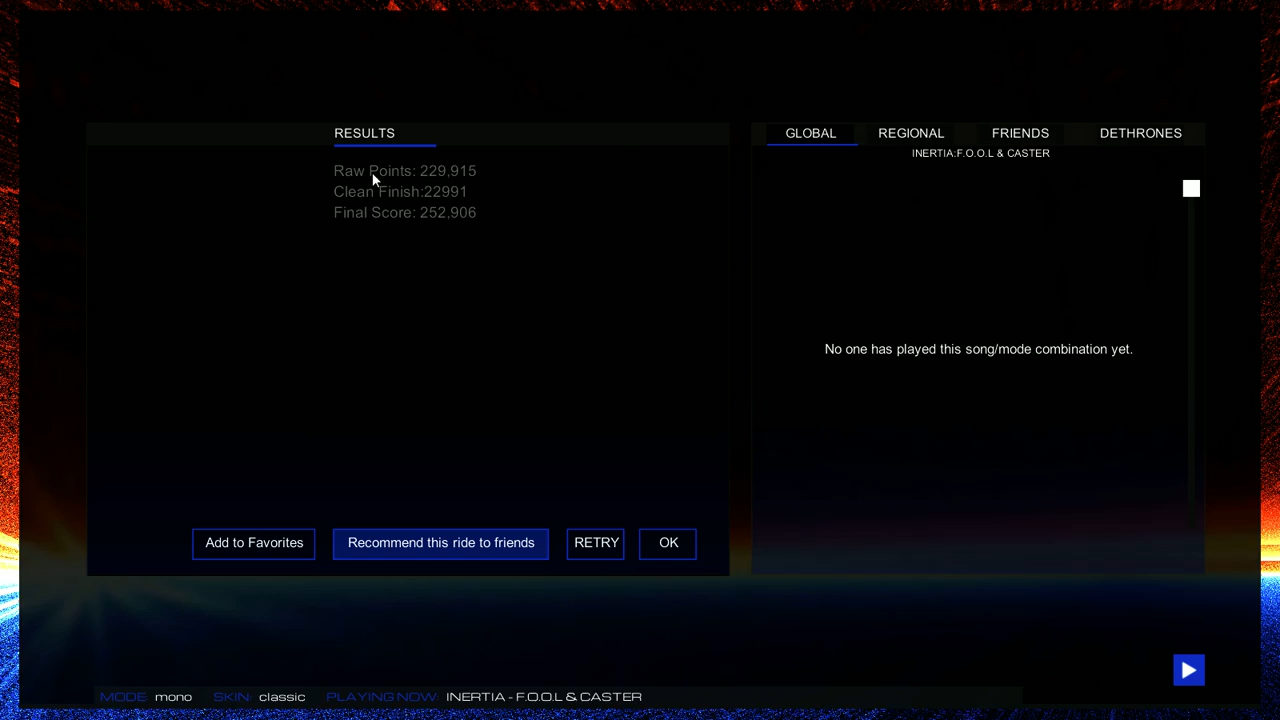 RESULTS
Raw Points: 229,915
Clean Finish:22991
Final Score: 252,906
Add to Favorites
Recommend this ride to friends
RETRY
OK
GLOBAL
REGIONAL
FRIENDS
DETHRONES
INERTIA:F.O.O.L & CASTER
No one has played this song/mode combination yet.
MODE: mono SKIN: classic PLAYING NOW: INERTIA - F.O.O.L & CASTER